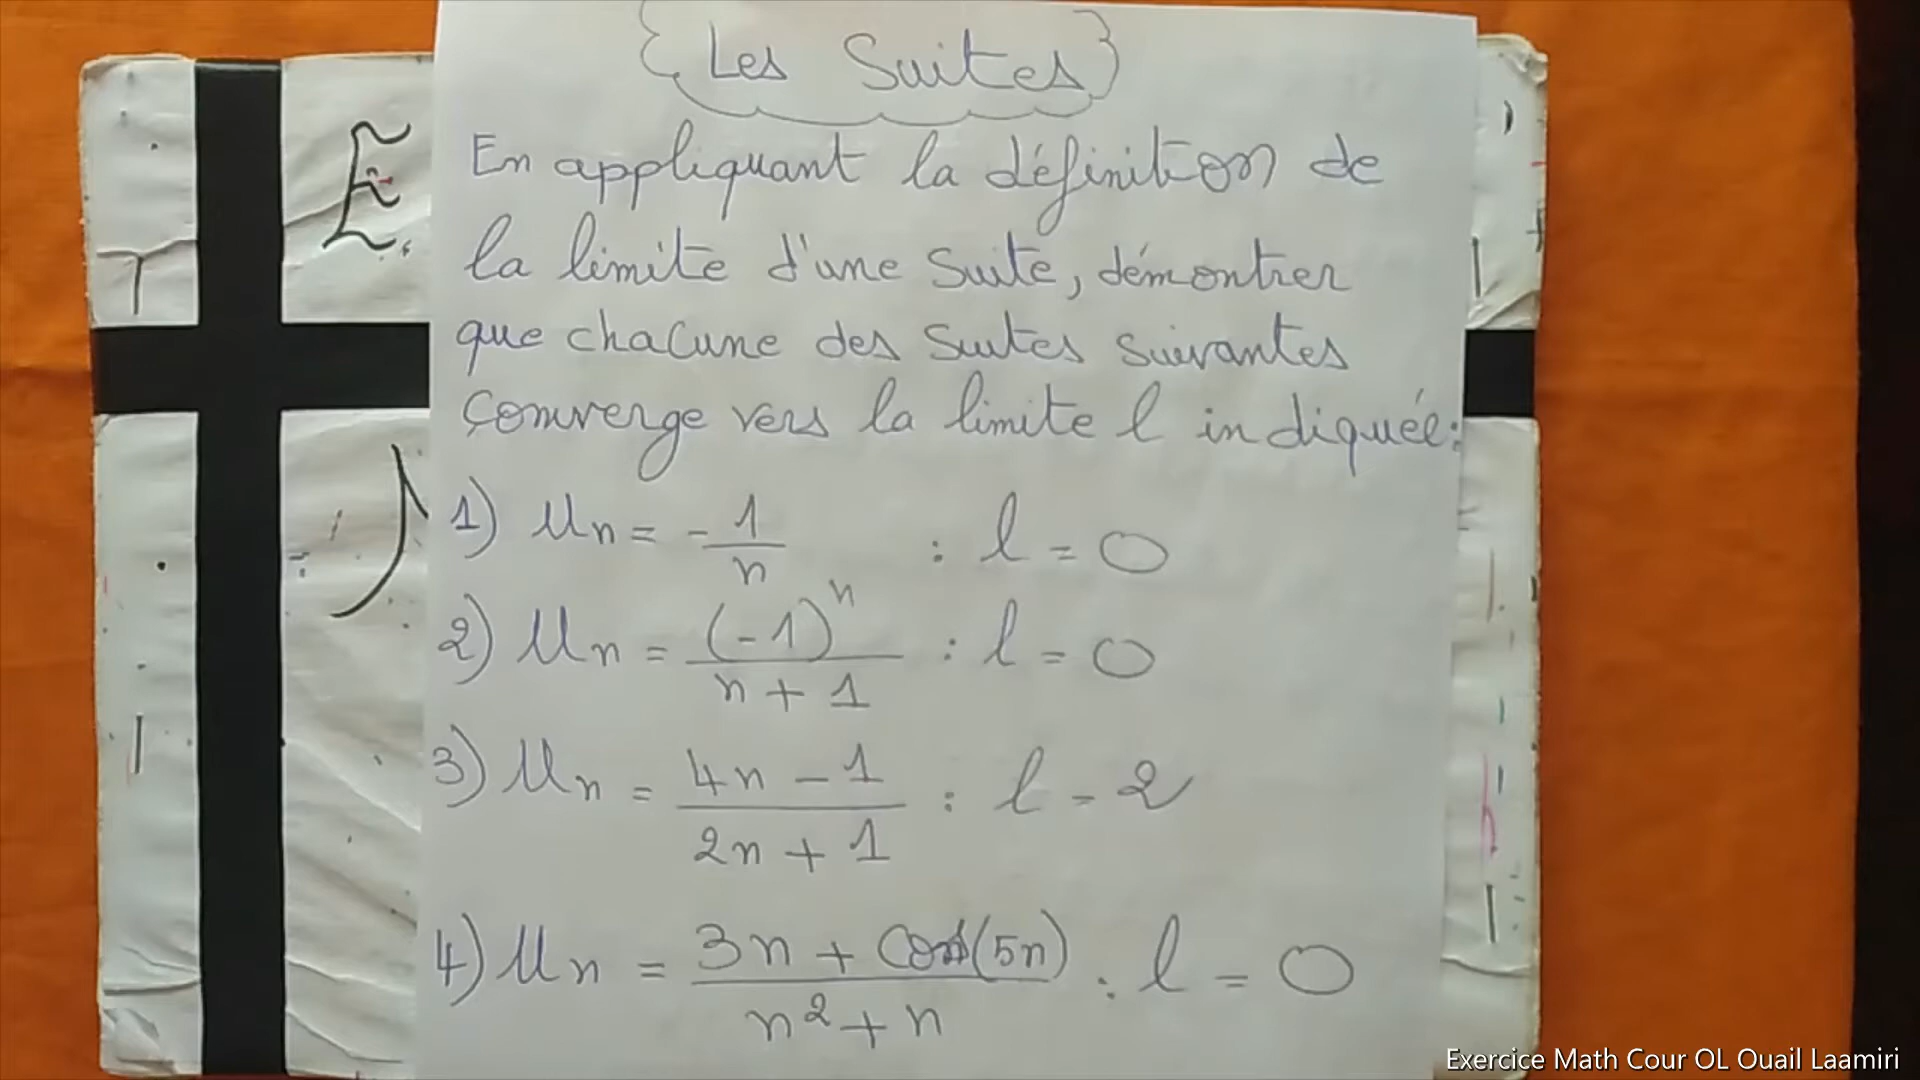 Les Suites
En appliquant la définition de
la limite d'une suite, démontrer
que chacune des suites suivantes
converge vers la limite l indiquée:
1) Un = -1/n : l = 0
2) Un = (-1)^n/(n + 1) : l = 0
3) Un = (4n - 1)/(2n + 1) : l = 2
4) Un = (3n + cos(5n))/(n² + n) : l = 0
Exercice Math Cour OL Ouail Laamiri